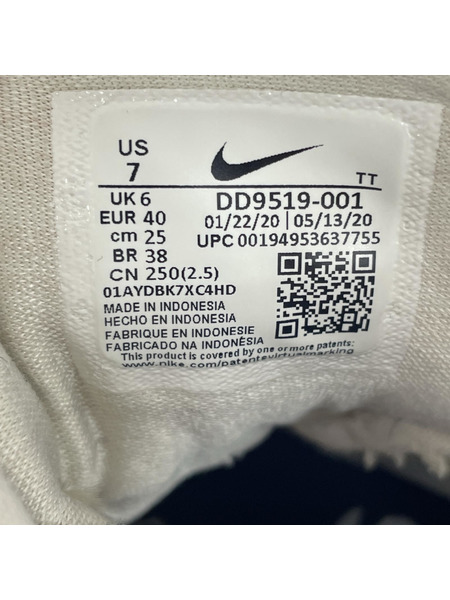 US
7
TT
UK 6
EUR 40
cm 25
BR 38
CN 250(2.5)
DD9519-001
01/22/20 | 05/13/20
UPC 00194953637755
01AYDBK7XC4HD
MADE IN INDONESIA
HECHO EN INDONESIA
FABRIQUE EN INDONESIE
FABRICADO NA INDONÉSIA
This product is covered by one or more patents:
www.nike.com/patentevirtualmarking